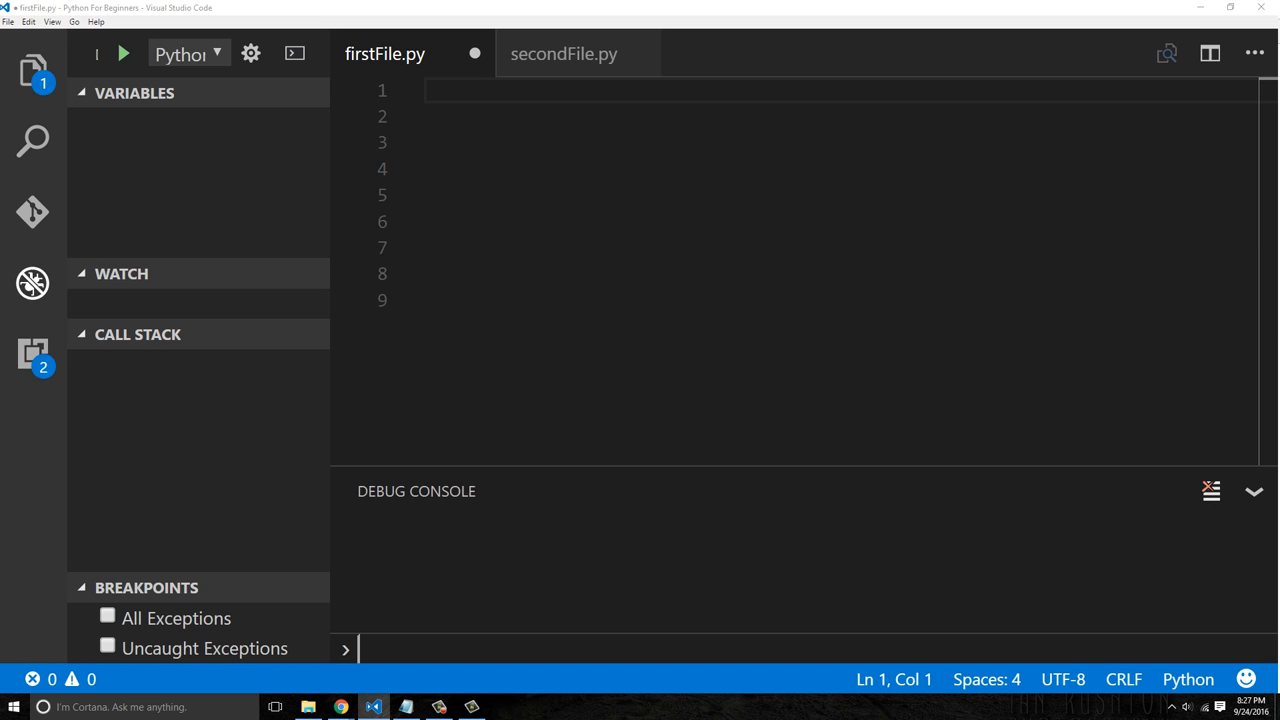 ● firstFile.py - Python For Beginners - Visual Studio Code
File Edit View Go Help
Pytho
firstFile.py
secondFile.py
1
VARIABLES
WATCH
CALL STACK
2
BREAKPOINTS
All Exceptions
Uncaught Exceptions
1
2
3
4
5
6
7
8
9
DEBUG CONSOLE
›
0 0
Ln 1, Col 1 Spaces: 4 UTF-8 CRLF Python
I'm Cortana. Ask me anything.
8:27 PM
9/24/2016